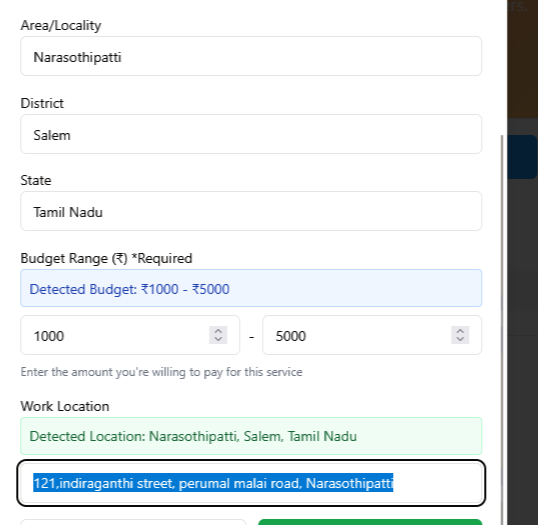 Area/Locality
Narasothipatti
District
Salem
State
Tamil Nadu
Budget Range (₹) *Required
Detected Budget: ₹1000 - ₹5000
1000 - 5000
Enter the amount you're willing to pay for this service
Work Location
Detected Location: Narasothipatti, Salem, Tamil Nadu
121,indiraganthi street, perumal malai road, Narasothipatti